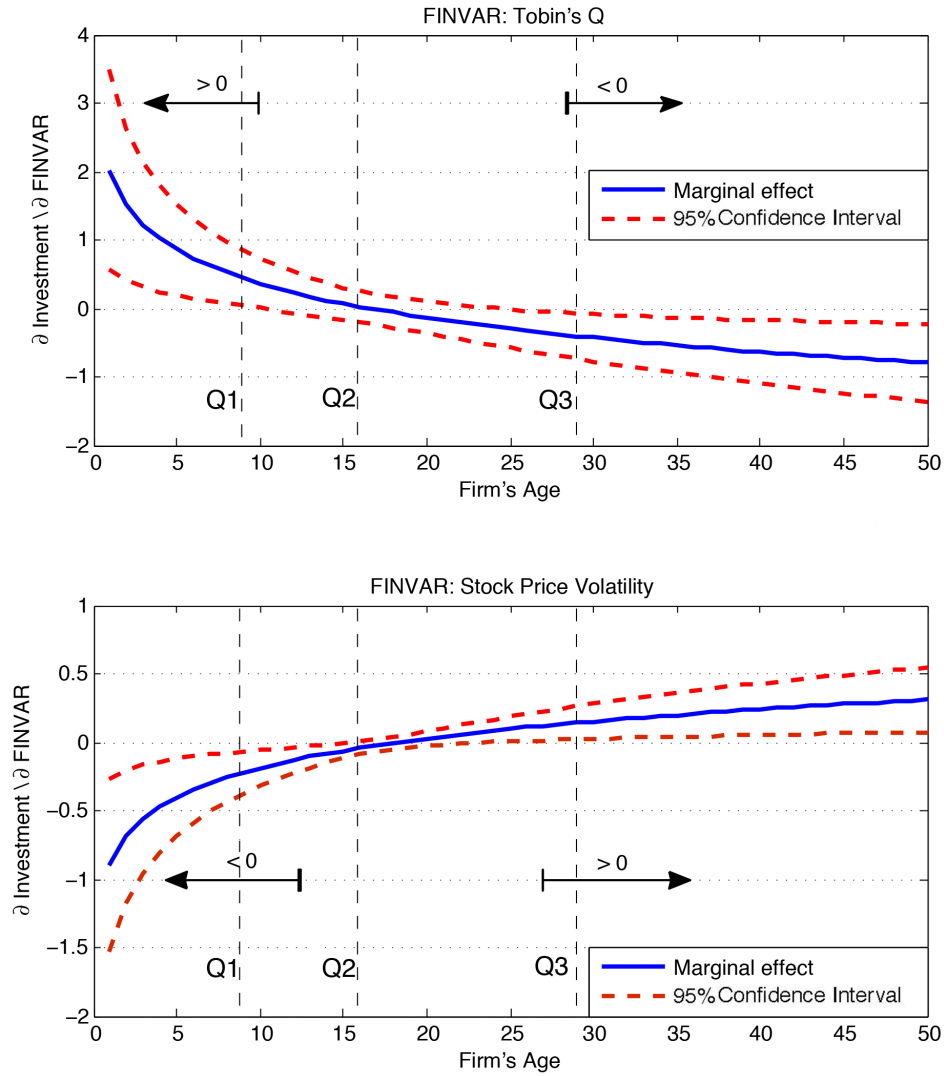 FINVAR: Tobin's Q
∂ Investment \ ∂ FINVAR
4
3
2
1
0
−1
−2
> 0
< 0
Marginal effect
95%Confidence Interval
Q1
Q2
Q3
0 5 10 15 20 25 30 35 40 45 50
Firm's Age
FINVAR: Stock Price Volatility
∂ Investment \ ∂ FINVAR
1
0.5
0
−0.5
−1
−1.5
−2
< 0
> 0
Q1
Q2
Q3
Marginal effect
95%Confidence Interval
0 5 10 15 20 25 30 35 40 45 50
Firm's Age